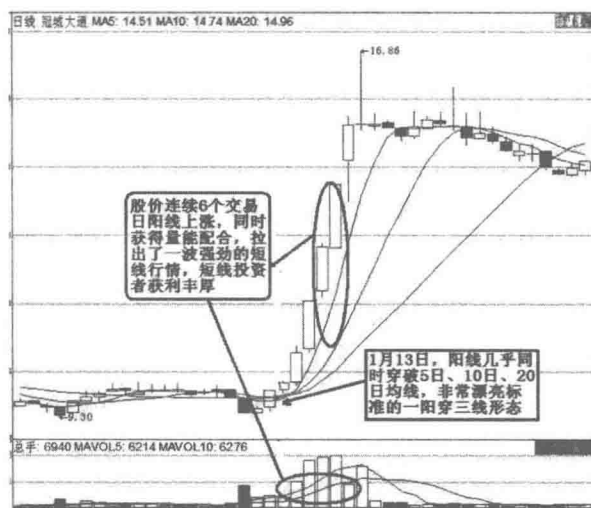 日线 冠城大通 MA5: 14.51 MA10: 14.74 MA20: 14.96
16.86
股价连续6个交易
日阳线上涨，同时
获得量能配合，拉
出了一波强劲的短
线行情，短线投资
者获利丰厚
1月13日，阳线几乎同
时穿破5日、10日、20
日均线，非常漂亮标
准的一阳穿三线形态
9.30
总手: 6940 MAVOL5: 6214 MAVOL10: 6276